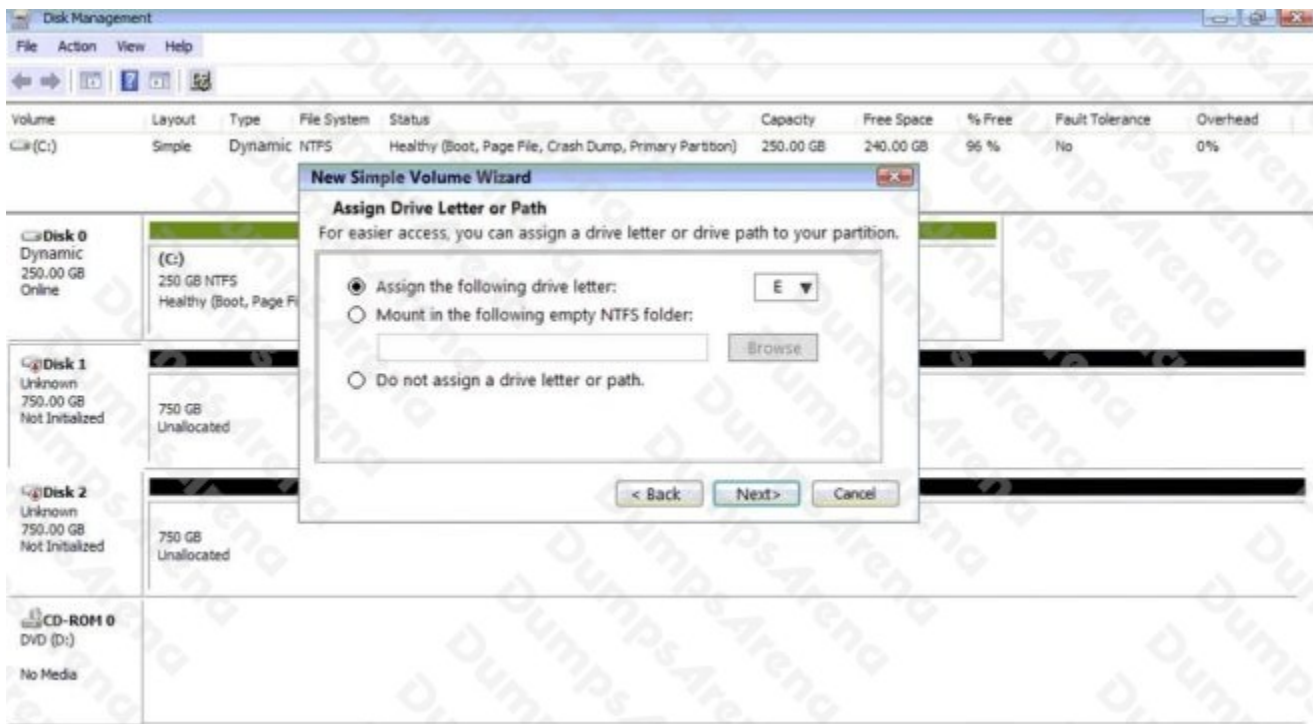 Disk Management
File Action View Help
Volume Layout Type File System Status Capacity Free Space % Free Fault Tolerance Overhead
(C:) Simple Dynamic NTFS Healthy (Boot, Page File, Crash Dump, Primary Partition) 250.00 GB 240.00 GB 96 % No 0%
New Simple Volume Wizard
Assign Drive Letter or Path
For easier access, you can assign a drive letter or drive path to your partition.
Assign the following drive letter: E
Mount in the following empty NTFS folder:
Browse
Do not assign a drive letter or path.
< Back Next> Cancel
Disk 0
Dynamic
250.00 GB
Online
(C:)
250 GB NTFS
Healthy (Boot, Page Fi
Disk 1
Unknown
750.00 GB
Not Initialized
750 GB
Unallocated
Disk 2
Unknown
750.00 GB
Not Initialized
750 GB
Unallocated
CD-ROM 0
DVD (D:)
No Media
DumpsArena